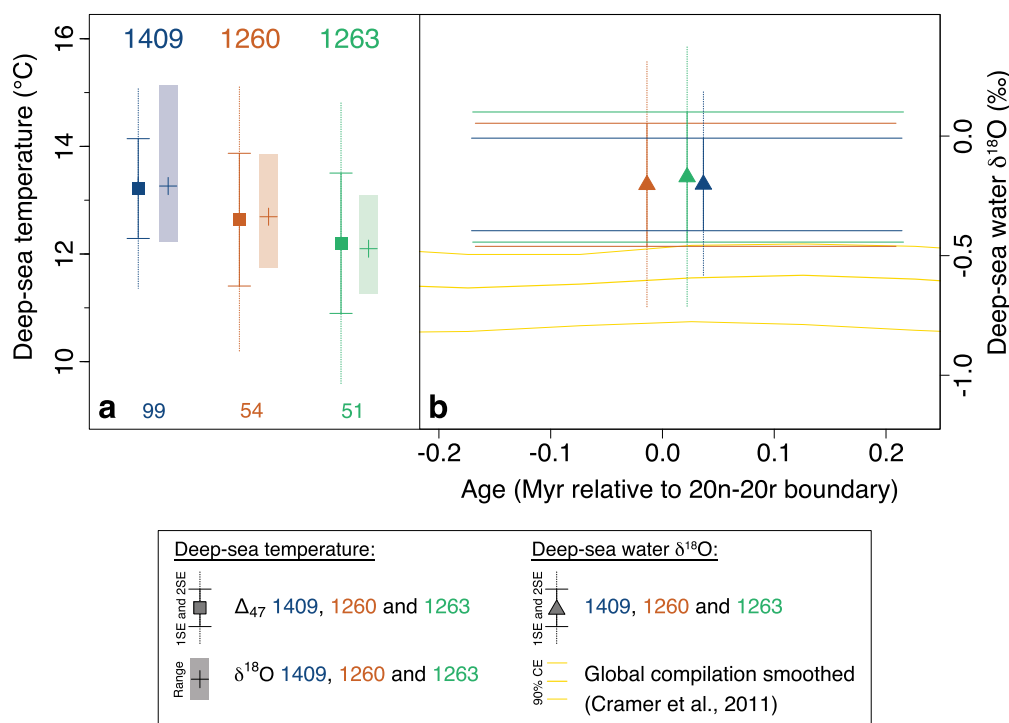 1409 1260 1263
16
14
12
10
Deep-sea temperature (°C)
a
99 54 51
b
0.0
-0.5
-1.0
Deep-sea water δ¹⁸O (‰)
-0.2 -0.1 0.0 0.1 0.2
Age (Myr relative to 20n-20r boundary)
Deep-sea temperature:
1SE and 2SE
Δ₄₇ 1409, 1260 and 1263
Range
δ¹⁸O 1409, 1260 and 1263
Deep-sea water δ¹⁸O:
1SE and 2SE
1409, 1260 and 1263
90% CE
Global compilation smoothed
(Cramer et al., 2011)